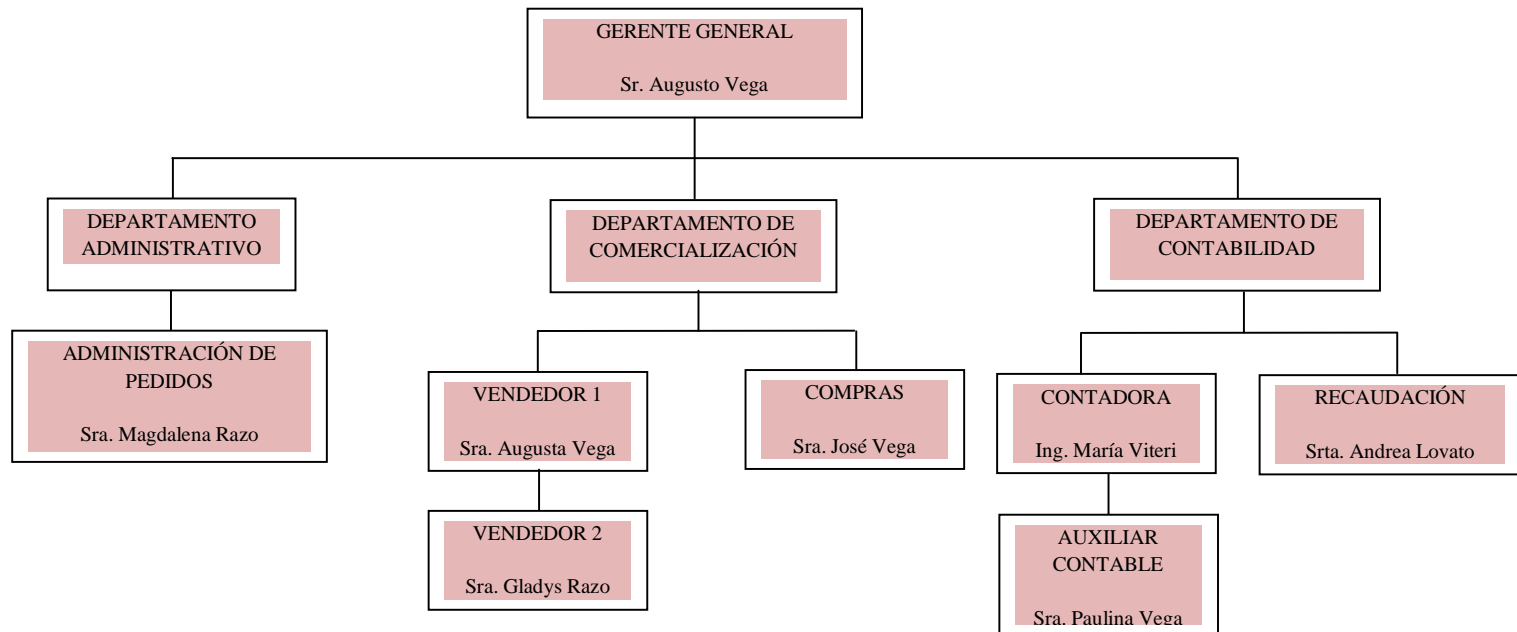 GERENTE GENERAL
Sr. Augusto Vega
DEPARTAMENTO
ADMINISTRATIVO
DEPARTAMENTO DE
COMERCIALIZACIÓN
DEPARTAMENTO DE
CONTABILIDAD
ADMINISTRACIÓN DE
PEDIDOS
Sra. Magdalena Razo
VENDEDOR 1
Sra. Augusta Vega
COMPRAS
Sra. José Vega
CONTADORA
Ing. María Viteri
RECAUDACIÓN
Srta. Andrea Lovato
VENDEDOR 2
Sra. Gladys Razo
AUXILIAR
CONTABLE
Sra. Paulina Vega